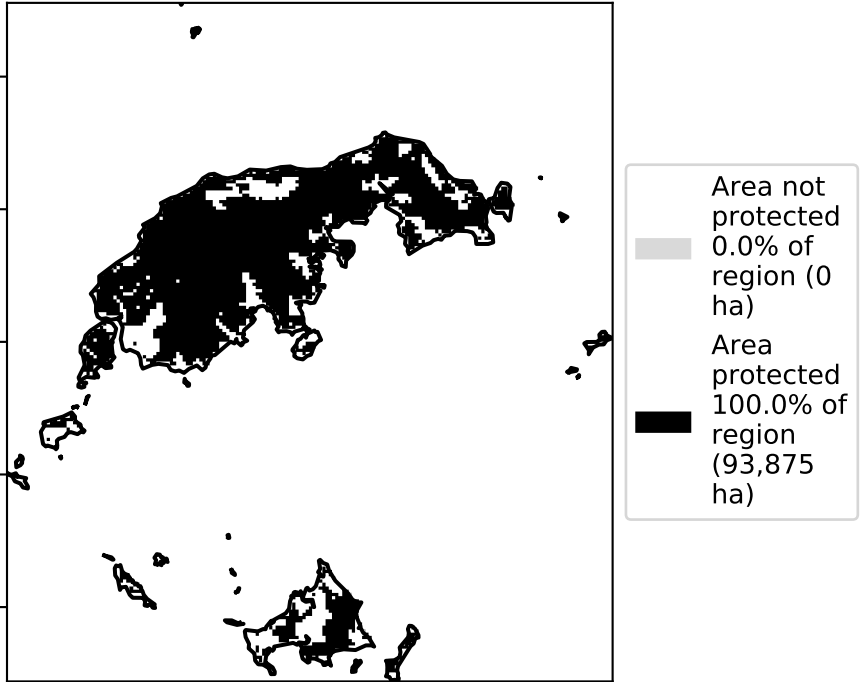 Area not
protected
0.0% of
region (0
ha)
Area
protected
100.0% of
region
(93,875
ha)